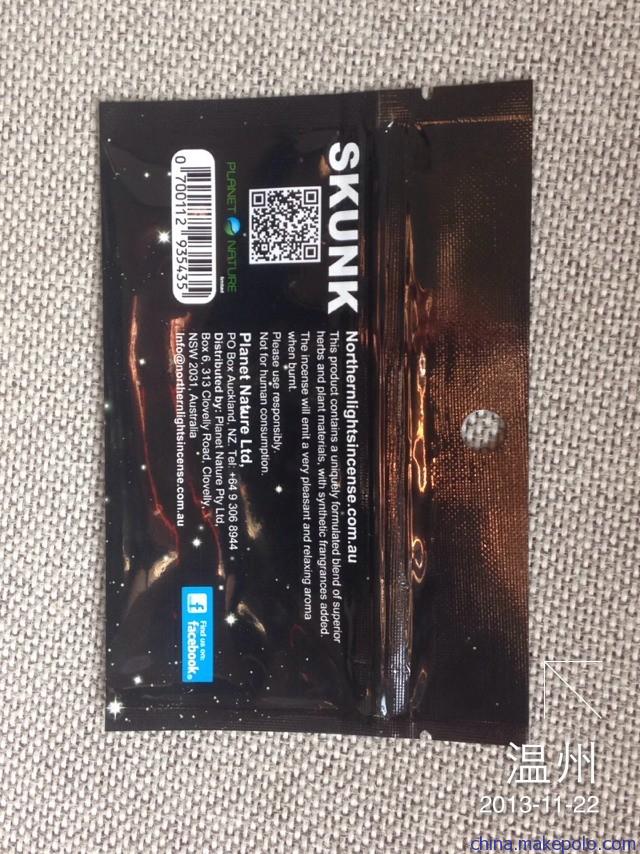 SKUNK
Northernlightsincense.com.au
This product contains a uniquely formulated blend of superior
herbs and plant materials, with synthetic frangrances added.
The incense will emit a very pleasant and relaxing aroma
when burnt.
Please use responsibly.
Not for human consumption.
Planet Nature Ltd,
PO Box Auckland, NZ, Tel: +64 9 306 8944
Distributed by: Planet Nature Pty Ltd,
Box 6, 313 Clovelly Road, Clovelly,
NSW 2031, Australia
Info@northernlightsincense.com.au
PLANET NATURE
0 700112 935435
Find us on:
facebook®
温州
2013-11-22
china.makepolo.com